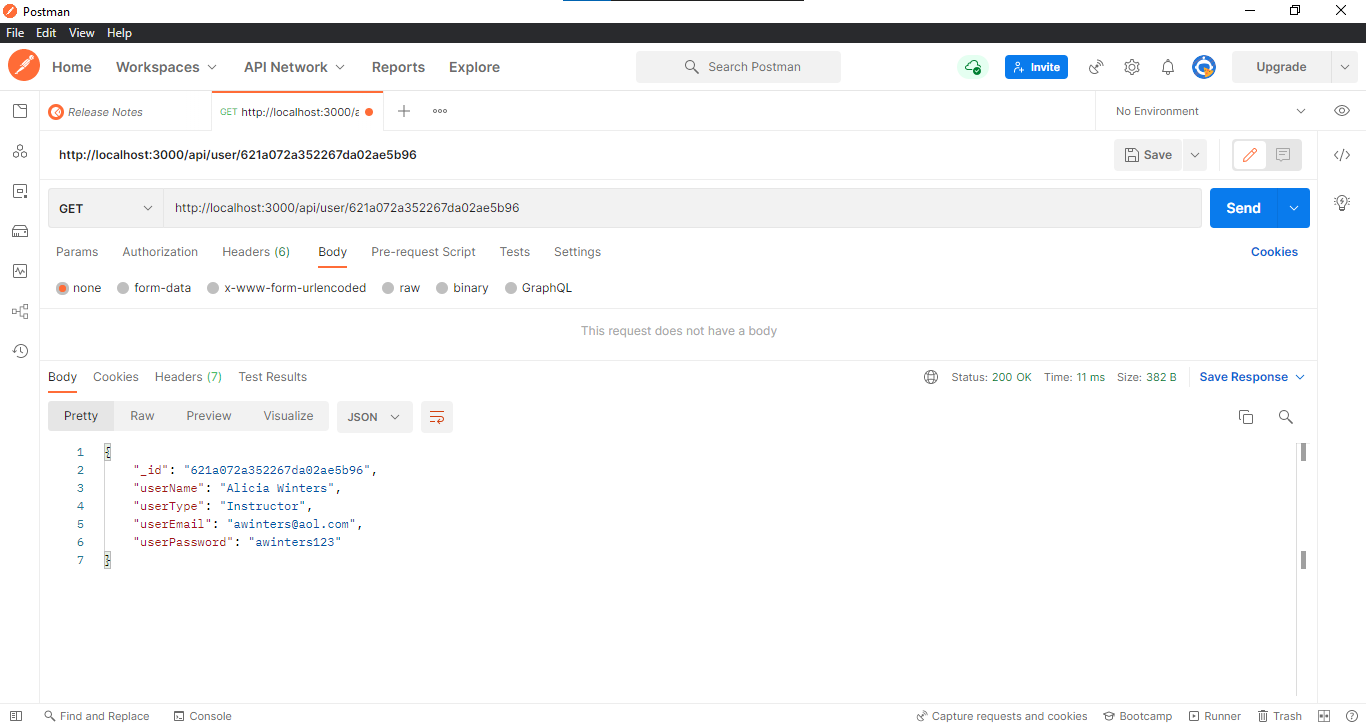 Postman
File Edit View Help
Home Workspaces API Network Reports Explore Search Postman Invite Upgrade
Release Notes GET http://localhost:3000/a No Environment
http://localhost:3000/api/user/621a072a352267da02ae5b96 Save
GET http://localhost:3000/api/user/621a072a352267da02ae5b96 Send
Params Authorization Headers (6) Body Pre-request Script Tests Settings Cookies
none form-data x-www-form-urlencoded raw binary GraphQL
This request does not have a body
Body Cookies Headers (7) Test Results Status: 200 OK Time: 11 ms Size: 382 B Save Response
Pretty Raw Preview Visualize JSON
1 {
2 "_id": "621a072a352267da02ae5b96",
3 "userName": "Alicia Winters",
4 "userType": "Instructor",
5 "userEmail": "awinters@aol.com",
6 "userPassword": "awinters123"
7 }
Find and Replace Console Capture requests and cookies Bootcamp Runner Trash